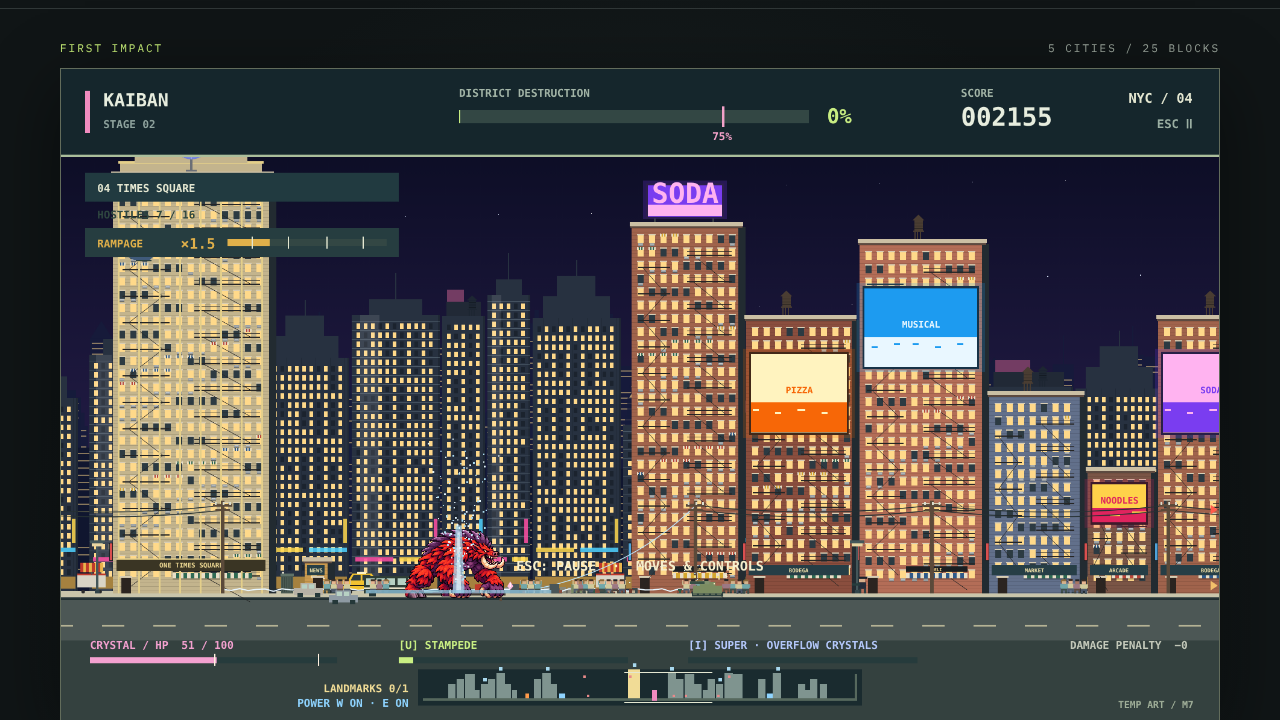 FIRST IMPACT
5 CITIES / 25 BLOCKS
KAIBAN
STAGE 02
DISTRICT DESTRUCTION
0%
75%
SCORE
002155
NYC / 04
ESC II
04 TIMES SQUARE
HOSTILE 7 / 16
RAMPAGE ×1.5
SODA
MUSICAL
PIZZA
SODA
NOODLES
ONE TIMES SQUARE
NEWS
ESC: PAUSE
MOVES & CONTROLS
BODEGA
MARKET
ARCADE
BODEGA
CRYSTAL / HP 51 / 100
[U] STAMPEDE
[I] SUPER · OVERFLOW CRYSTALS
DAMAGE PENALTY −0
LANDMARKS 0/1
POWER W ON · E ON
TEMP ART / M7